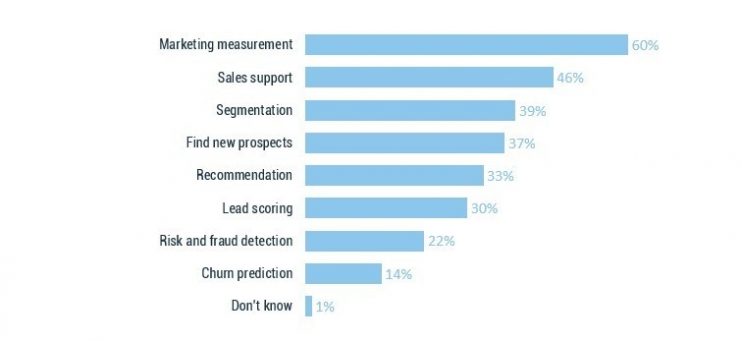 Marketing measurement 60%
Sales support 46%
Segmentation 39%
Find new prospects 37%
Recommendation 33%
Lead scoring 30%
Risk and fraud detection 22%
Churn prediction 14%
Don't know 1%